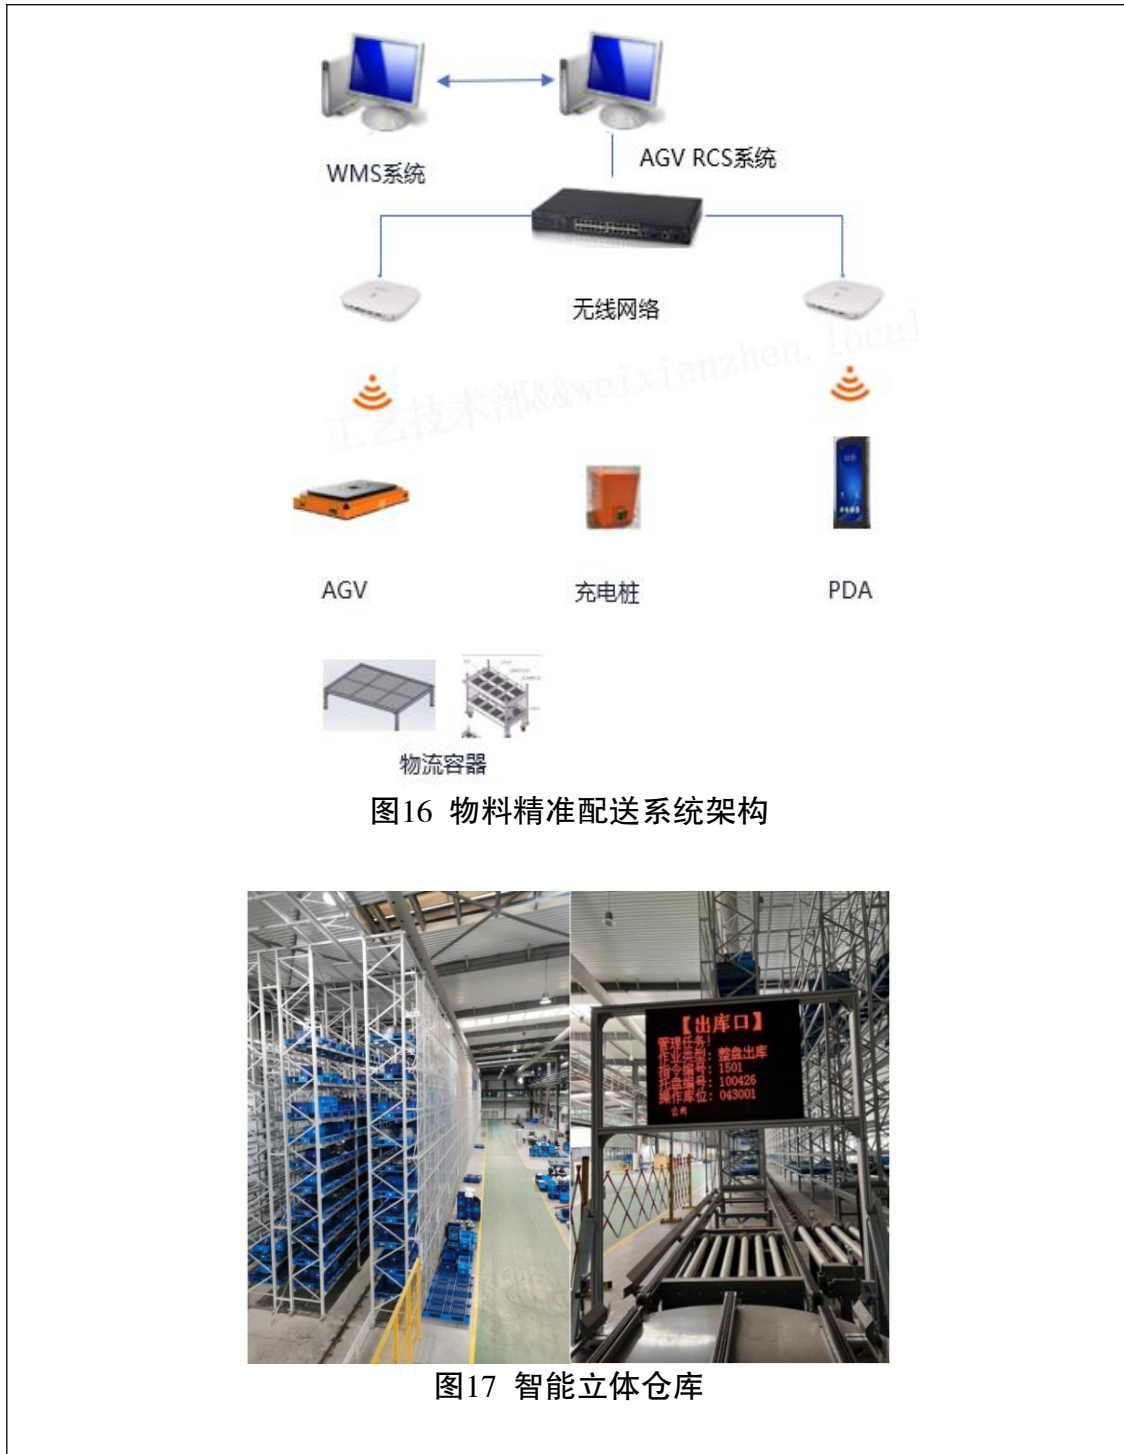 WMS系统
AGV RCS系统
无线网络
工艺技术部&&weixianzhen.local
AGV
充电桩
PDA
物流容器
图16 物料精准配送系统架构
【出库口】
管理任务!
作业类型: 整盘出库
指令编号: 1501
托盘编号: 100426
操作库位: 043001
图17 智能立体仓库